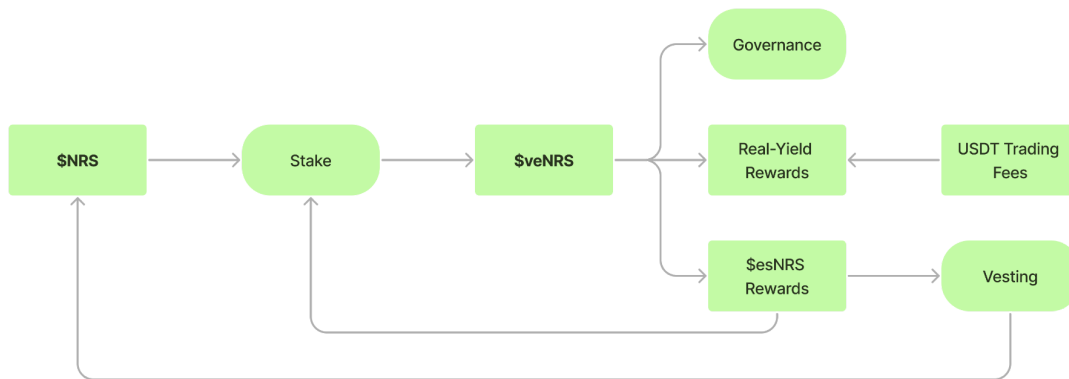 Governance
$NRS
Stake
$veNRS
Real-Yield
Rewards
USDT Trading
Fees
$esNRS
Rewards
Vesting